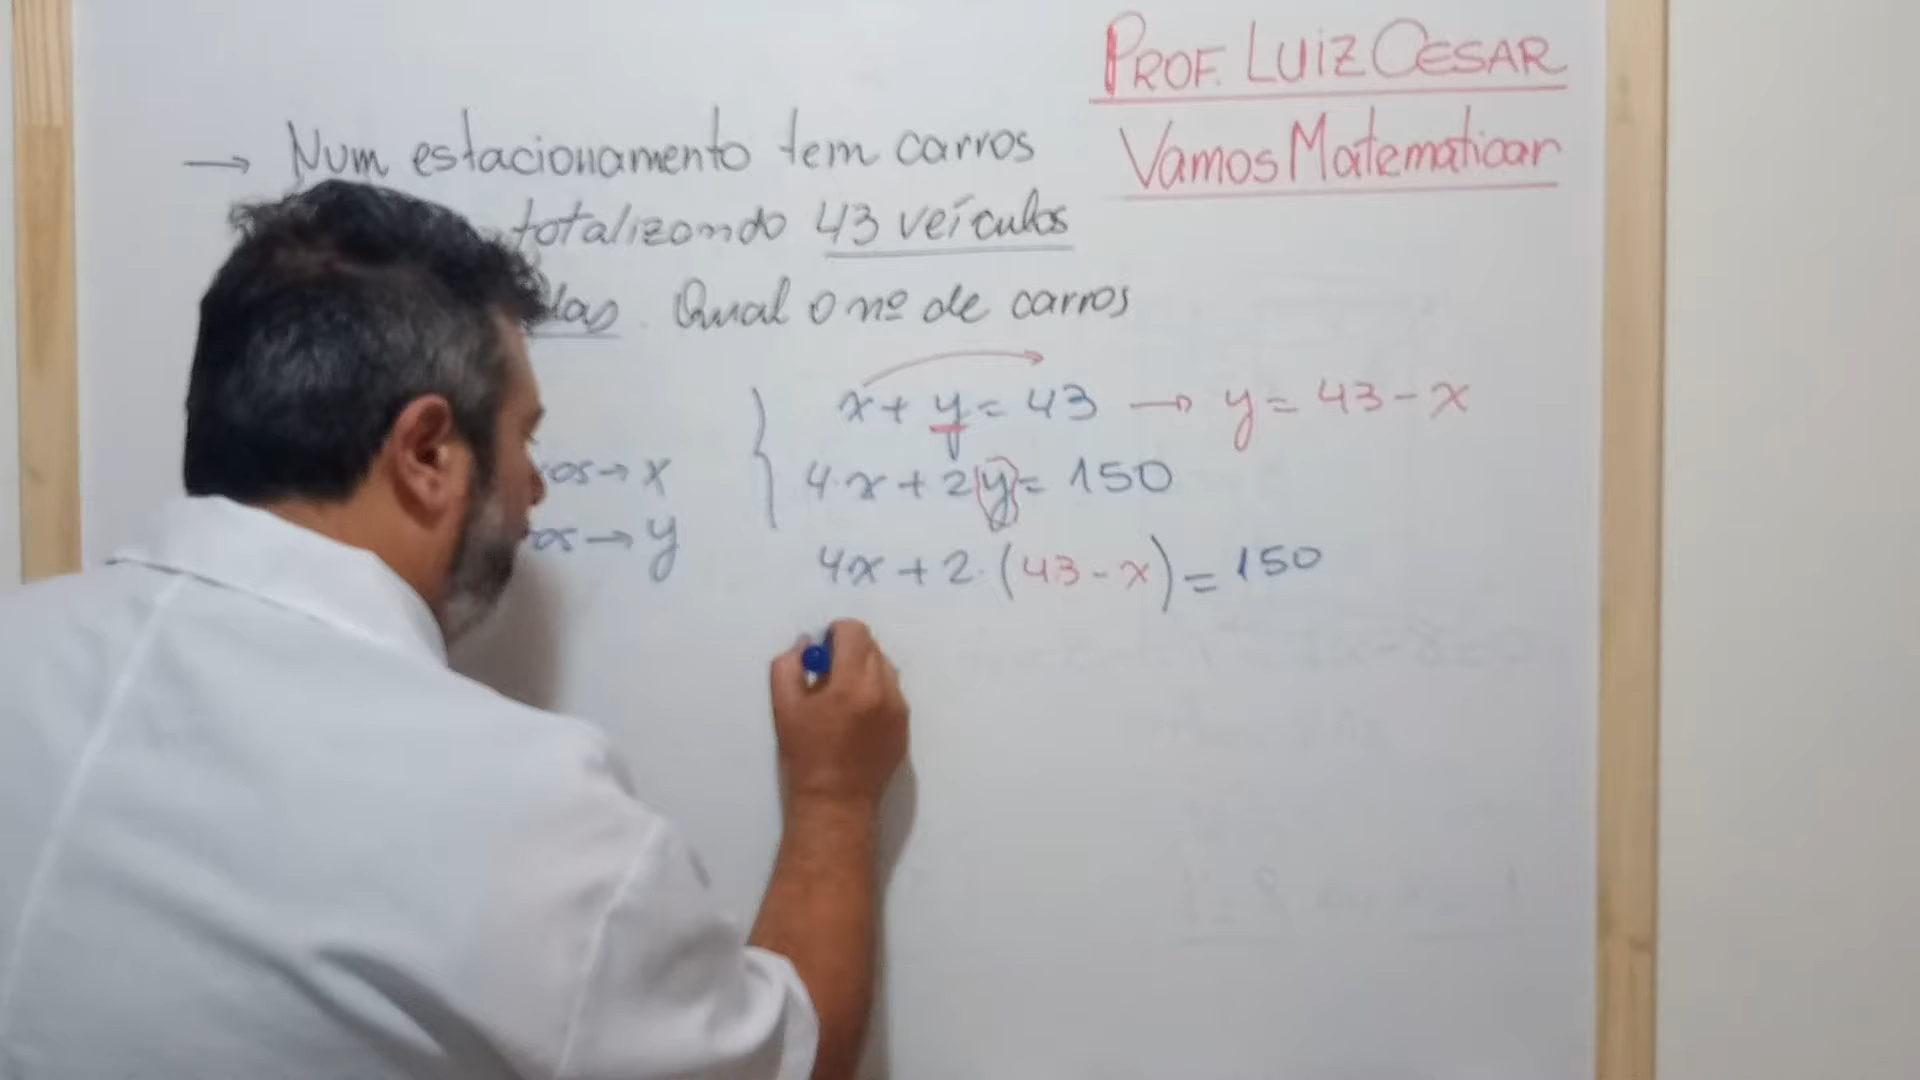 PROF. LUIZ CESAR
Vamos Matematicar
→ Num estacionamento tem carros
totalizando 43 veículos
Qual o nº de carros
x + y = 43 → y = 43 - x
4·x + 2y = 150
→ x
→ y
4x + 2·(43 - x) = 150